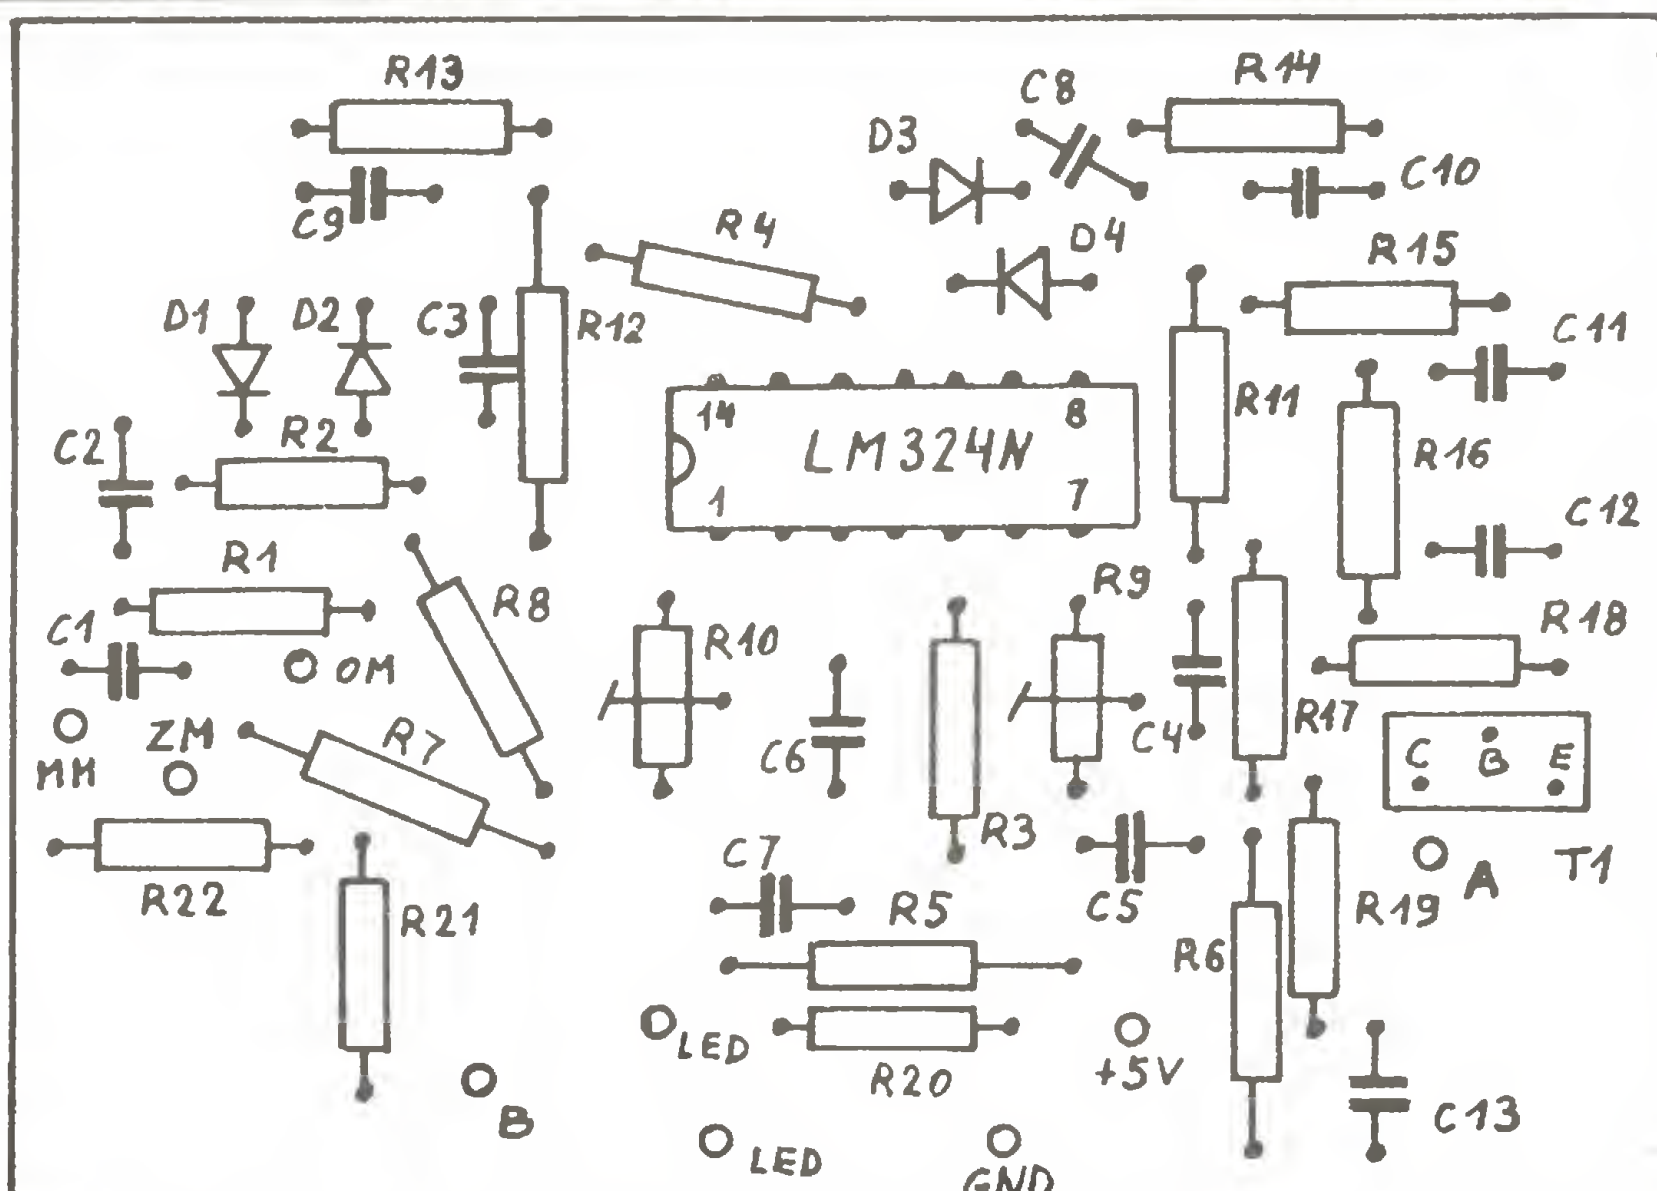 R13
R14
C8
D3
C10
C9
R4
D4
R15
D1
D2
C3
R12
C11
R11
14
8
LM324N
1
7
C2
R2
R16
C12
R1
R8
R9
C1
OM
R10
R18
MM
ZM
R7
C6
C4
R17
C
B
E
R3
R22
R21
C7
R5
C5
A
T1
R19
R6
LED
R20
+5V
B
LED
GND
C13